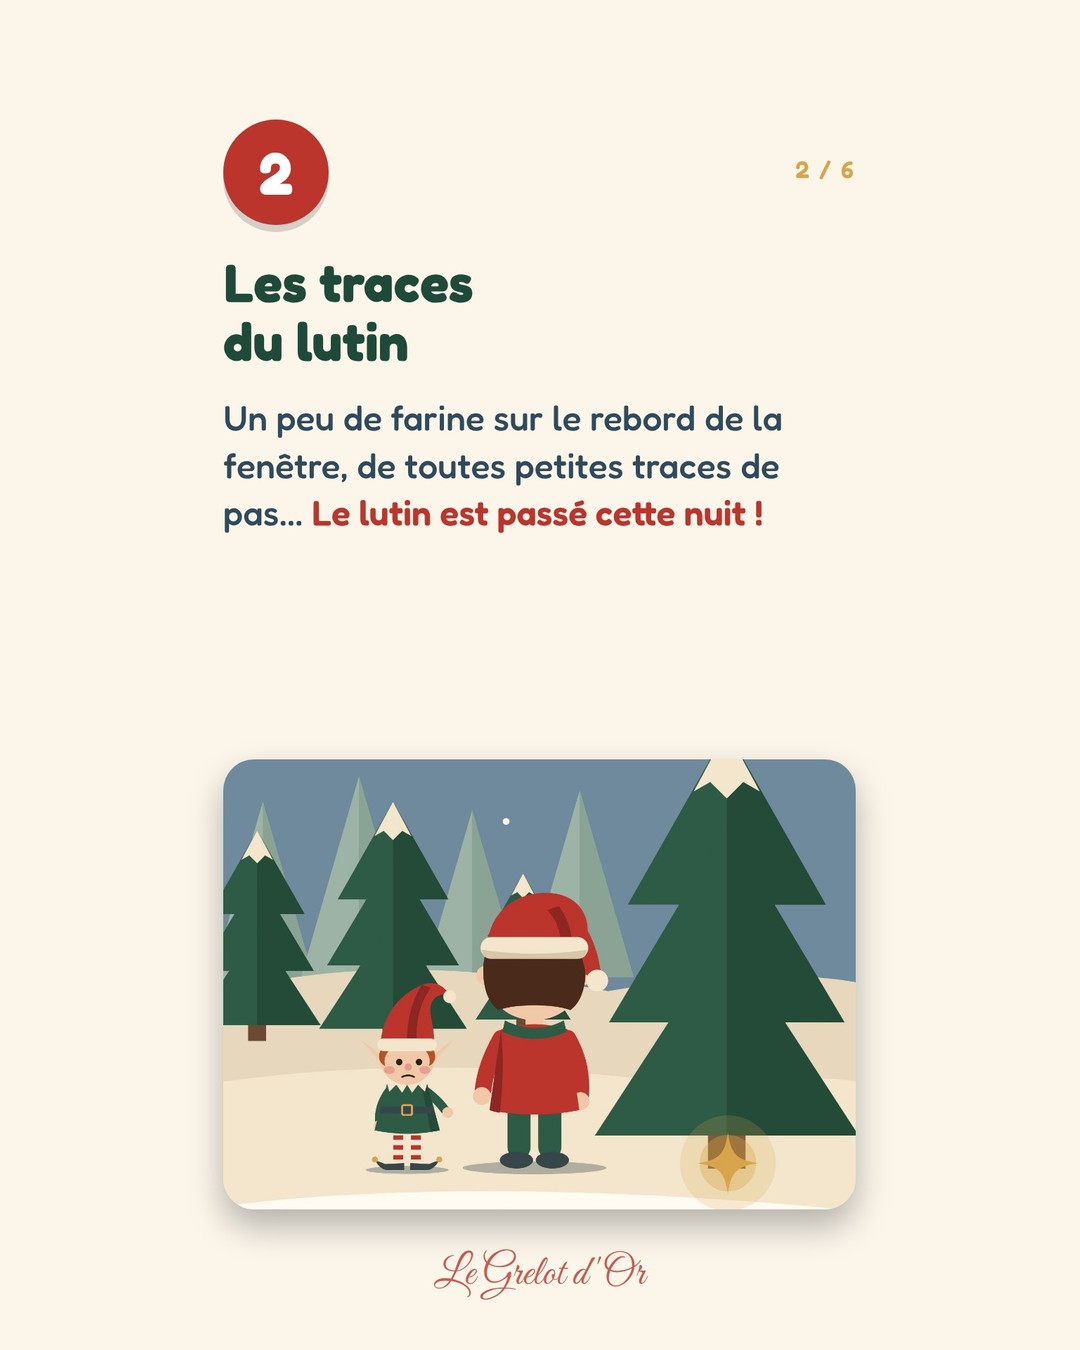 2
2 / 6
Les traces
du lutin
Un peu de farine sur le rebord de la
fenêtre, de toutes petites traces de
pas... Le lutin est passé cette nuit !
Le Grelot d'Or